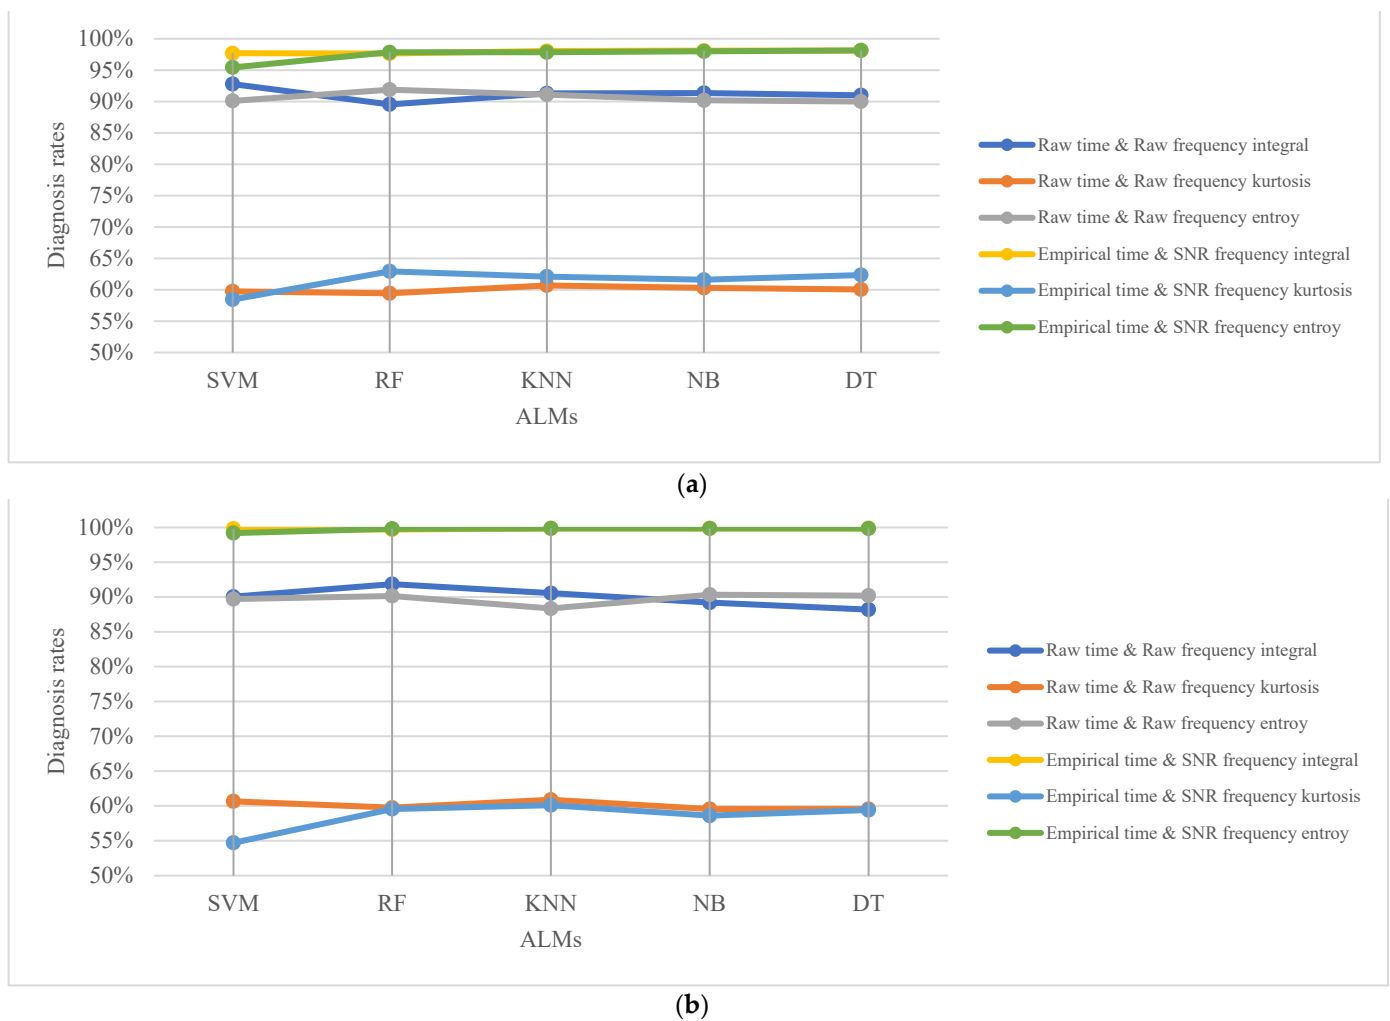 100%
95%
90%
85%
80%
75%
70%
65%
60%
55%
50%
Diagnosis rates
SVM RF KNN NB DT
ALMs
Raw time & Raw frequency integral
Raw time & Raw frequency kurtosis
Raw time & Raw frequency entroy
Empirical time & SNR frequency integral
Empirical time & SNR frequency kurtosis
Empirical time & SNR frequency entroy
(a)
100%
95%
90%
85%
80%
75%
70%
65%
60%
55%
50%
Diagnosis rates
SVM RF KNN NB DT
ALMs
Raw time & Raw frequency integral
Raw time & Raw frequency kurtosis
Raw time & Raw frequency entroy
Empirical time & SNR frequency integral
Empirical time & SNR frequency kurtosis
Empirical time & SNR frequency entroy
(b)